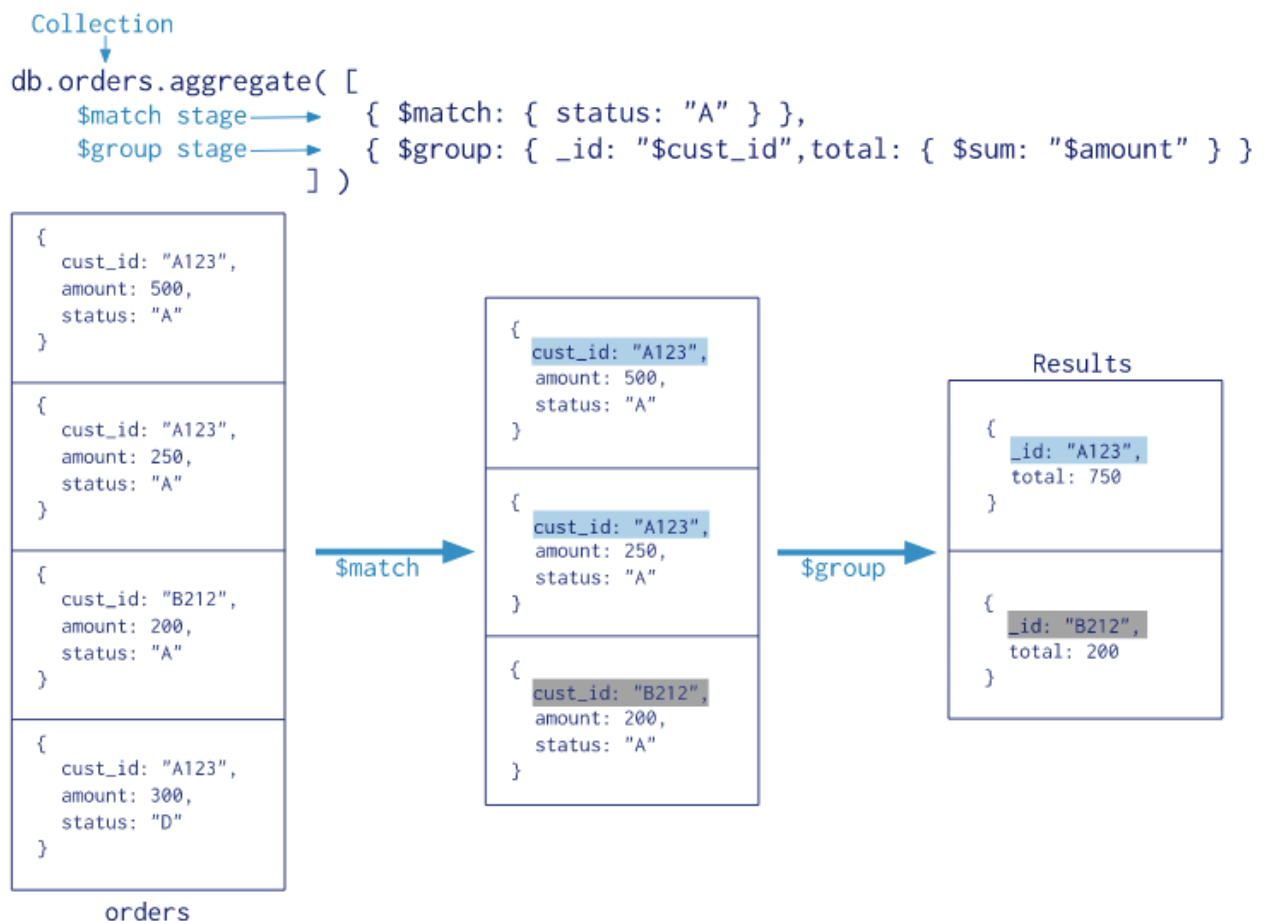 Collection
db.orders.aggregate( [
$match stage
{ $match: { status: "A" } },
$group stage
{ $group: { _id: "$cust_id",total: { $sum: "$amount" } }
] )
{
cust_id: "A123",
amount: 500,
status: "A"
}
{
cust_id: "A123",
amount: 250,
status: "A"
}
{
cust_id: "B212",
amount: 200,
status: "A"
}
{
cust_id: "A123",
amount: 300,
status: "D"
}
orders
$match
{
cust_id: "A123",
amount: 500,
status: "A"
}
{
cust_id: "A123",
amount: 250,
status: "A"
}
{
cust_id: "B212",
amount: 200,
status: "A"
}
$group
Results
{
_id: "A123",
total: 750
}
{
_id: "B212",
total: 200
}